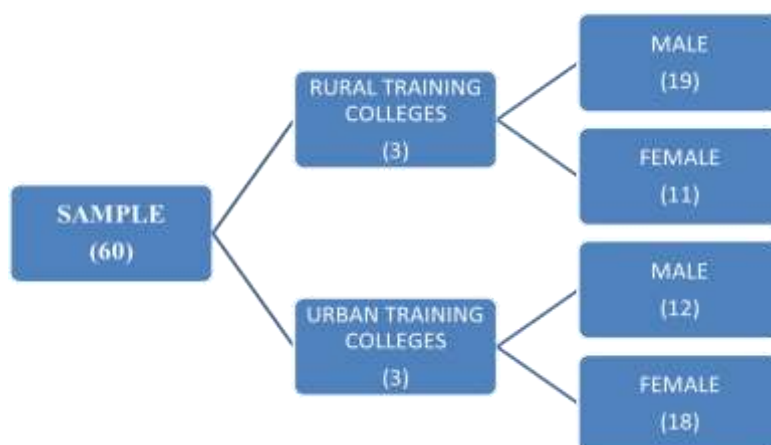 SAMPLE
(60)
RURAL TRAINING
COLLEGES
(3)
MALE
(19)
FEMALE
(11)
URBAN TRAINING
COLLEGES
(3)
MALE
(12)
FEMALE
(18)